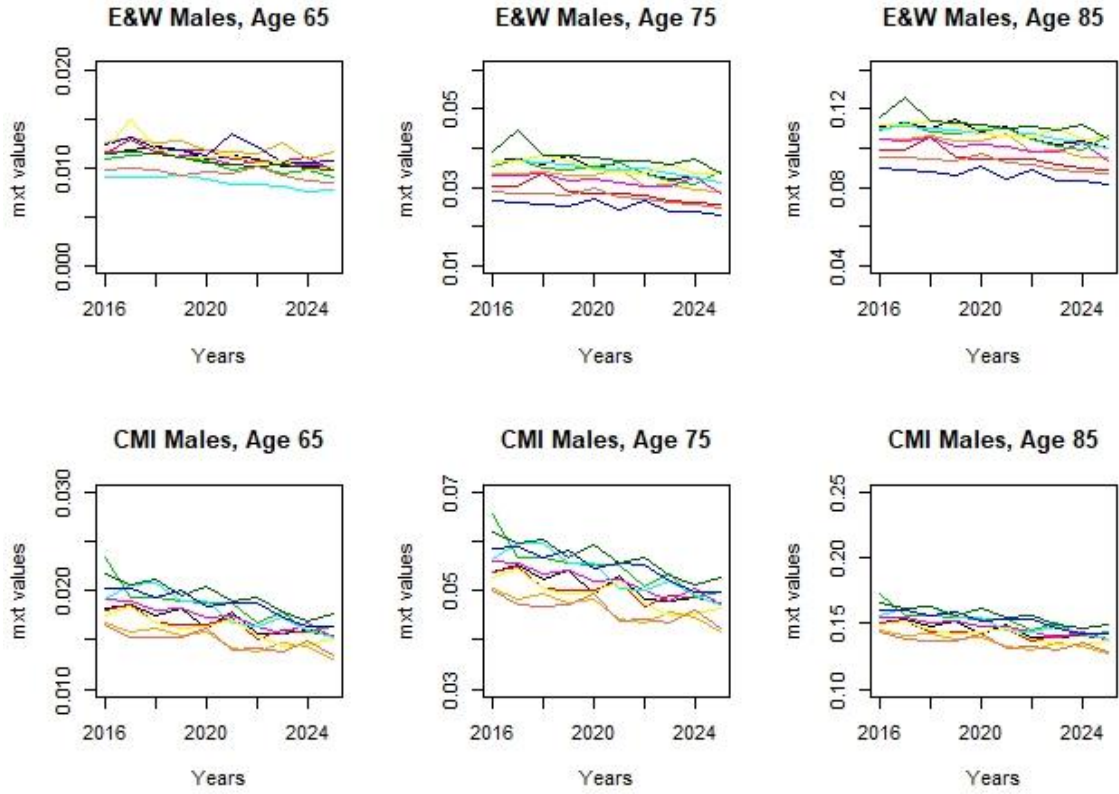 E&W Males, Age 65
mxt values
0.000 0.010 0.020
2016 2020 2024
Years
E&W Males, Age 75
mxt values
0.01 0.03 0.05
2016 2020 2024
Years
E&W Males, Age 85
mxt values
0.04 0.08 0.12
2016 2020 2024
Years
CMI Males, Age 65
mxt values
0.010 0.020 0.030
2016 2020 2024
Years
CMI Males, Age 75
mxt values
0.03 0.05 0.07
2016 2020 2024
Years
CMI Males, Age 85
mxt values
0.10 0.15 0.20 0.25
2016 2020 2024
Years